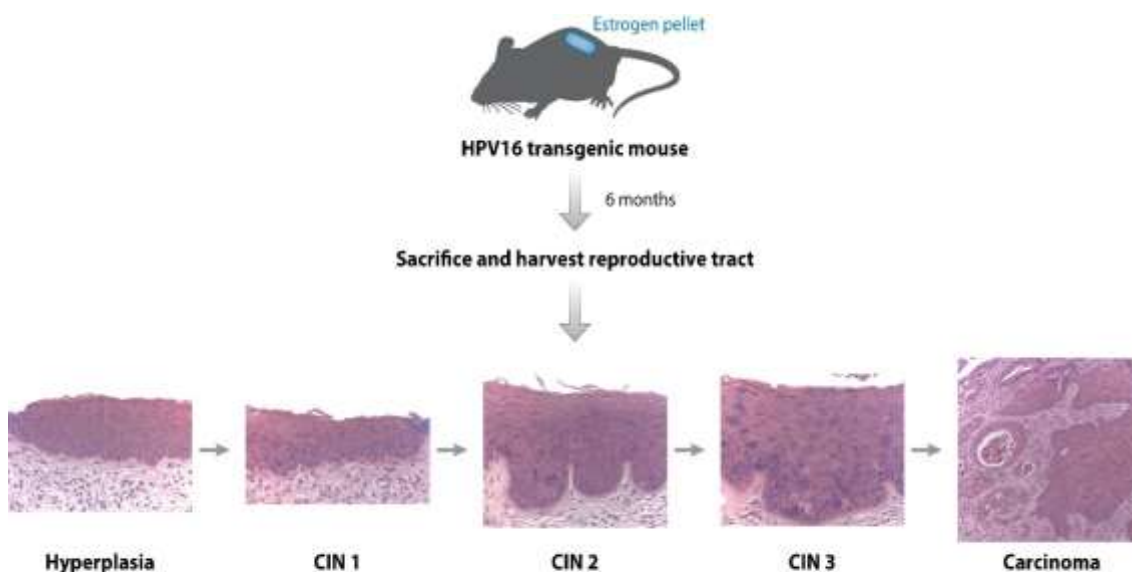 Estrogen pellet
HPV16 transgenic mouse
6 months
Sacrifice and harvest reproductive tract
Hyperplasia
CIN 1
CIN 2
CIN 3
Carcinoma